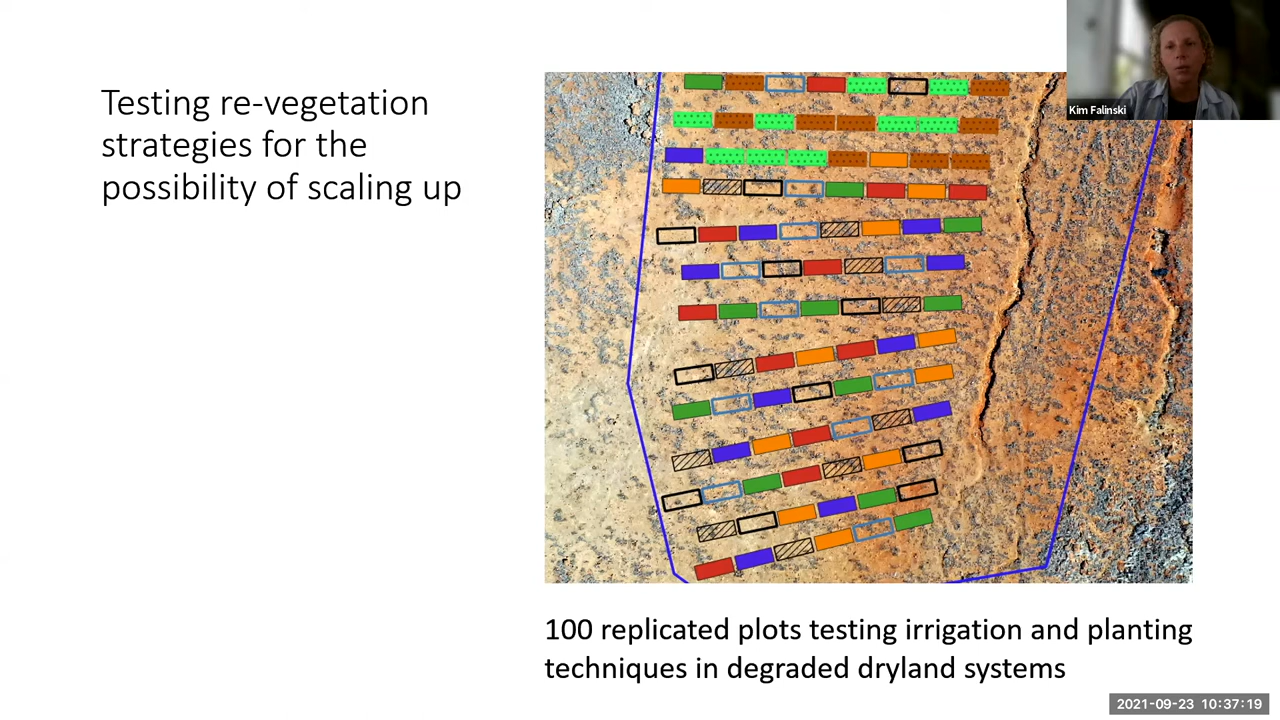 Testing re-vegetation
strategies for the
possibility of scaling up
Kim Falinski
100 replicated plots testing irrigation and planting
techniques in degraded dryland systems
2021-09-23 10:37:19